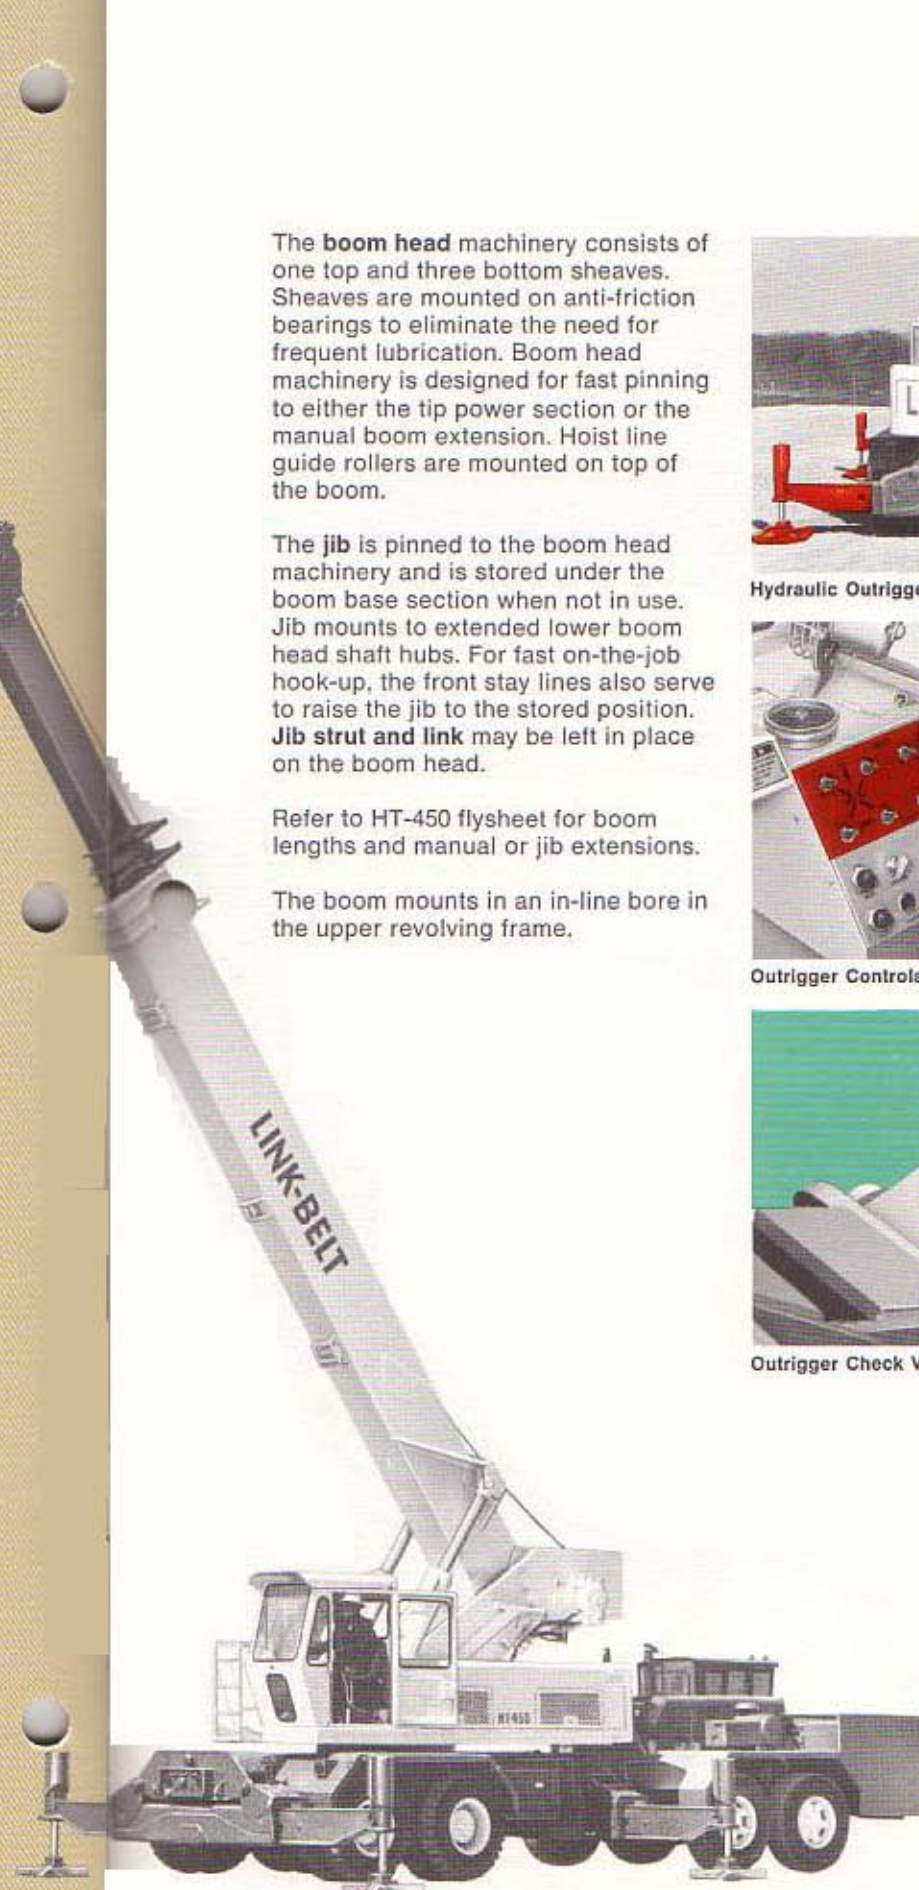 The boom head machinery consists of
one top and three bottom sheaves.
Sheaves are mounted on anti-friction
bearings to eliminate the need for
frequent lubrication. Boom head
machinery is designed for fast pinning
to either the tip power section or the
manual boom extension. Hoist line
guide rollers are mounted on top of
the boom.
The jib is pinned to the boom head
machinery and is stored under the
boom base section when not in use.
Jib mounts to extended lower boom
head shaft hubs. For fast on-the-job
hook-up, the front stay lines also serve
to raise the jib to the stored position.
Jib strut and link may be left in place
on the boom head.
Refer to HT-450 flysheet for boom
lengths and manual or jib extensions.
The boom mounts in an in-line bore in
the upper revolving frame.
Hydraulic Outrigge
Outrigger Controls
Outrigger Check V
LINK-BELT
HT450